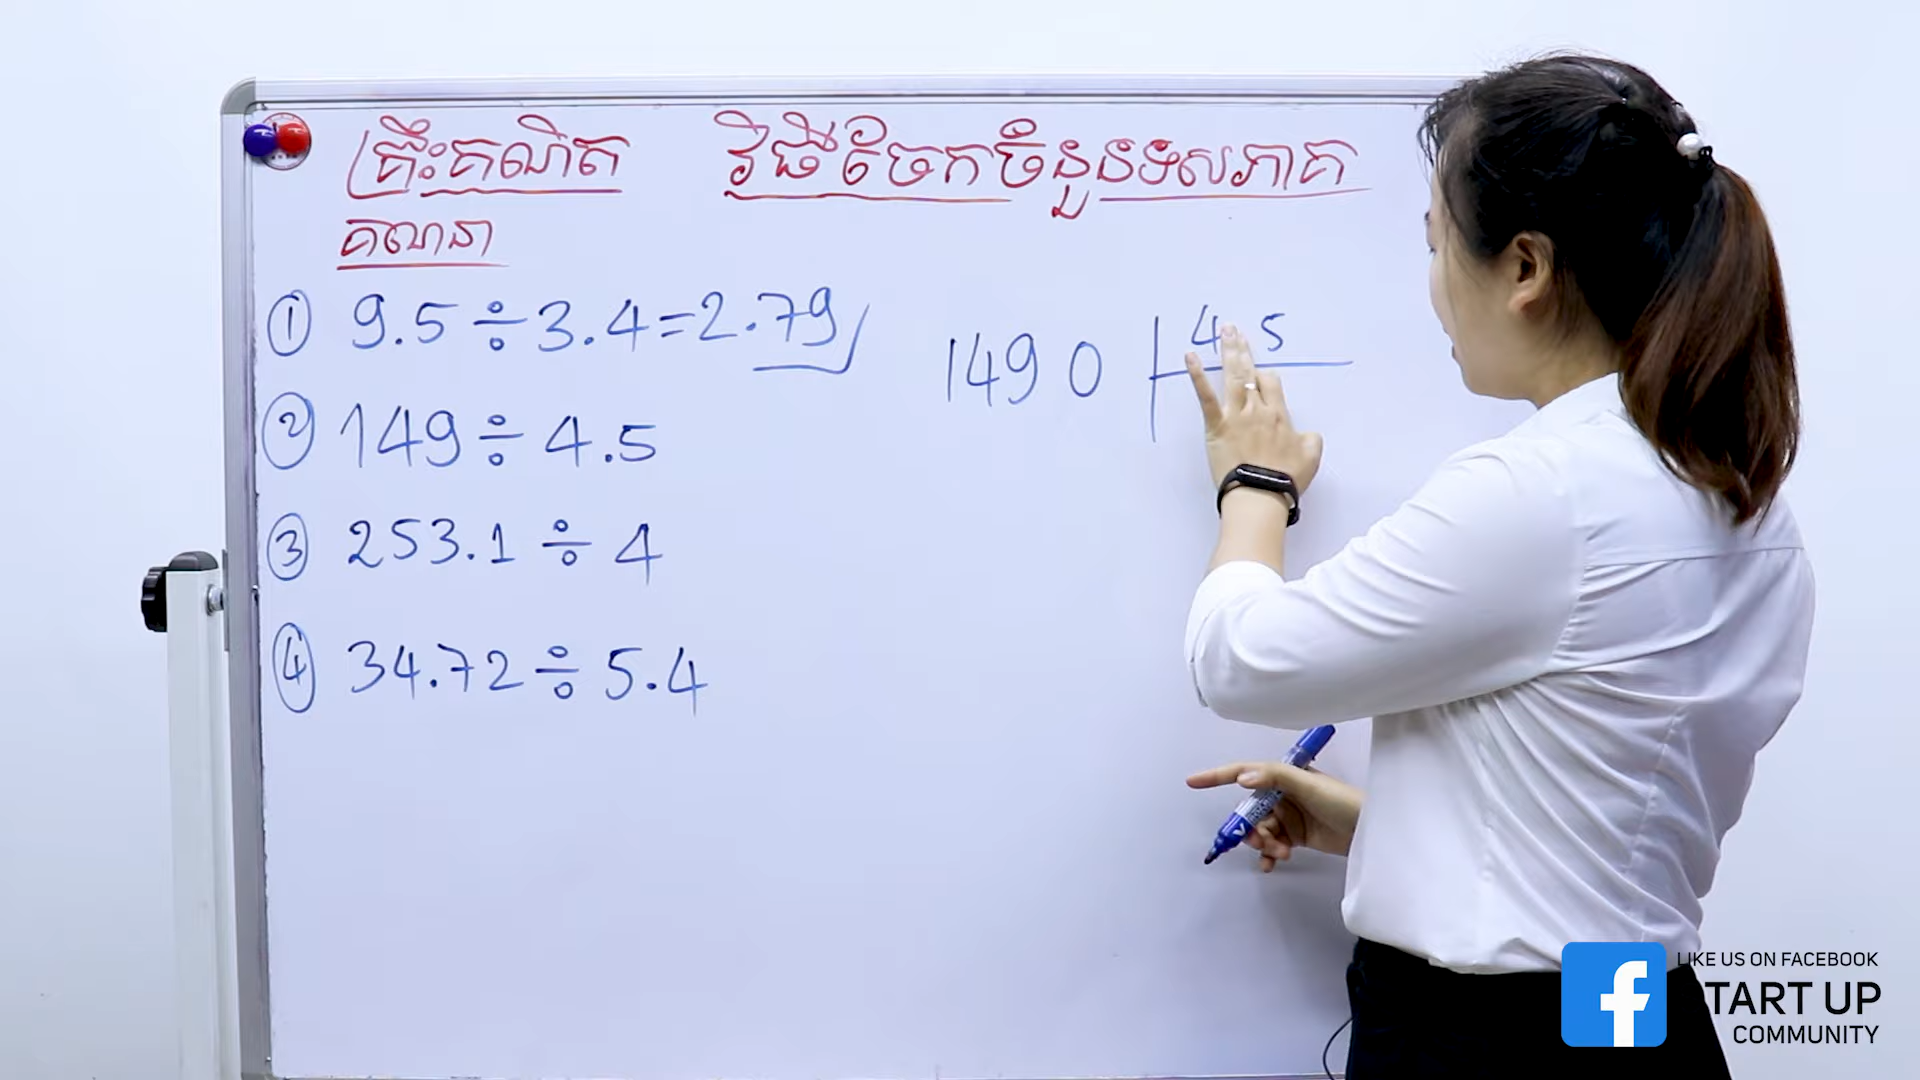 គ្រឹះគណិត វិធីចែកចំនួនទសភាគ
គណនា
① 9.5 ÷ 3.4 = 2.79
② 149 ÷ 4.5
③ 253.1 ÷ 4
④ 34.72 ÷ 5.4
1490 4 5
LIKE US ON FACEBOOK
TART UP
COMMUNITY